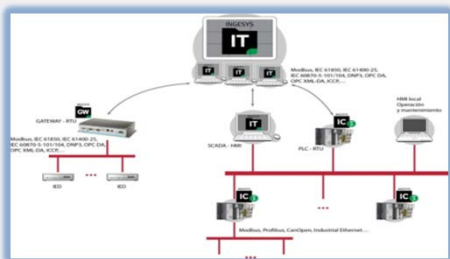 INGESYS
IT
IT
IT
IT
Modbus, IEC 61850, IEC 61400-25,
IEC 60870-5-101/104, DNP3, OPC DA,
OPC XML-DA, ICCP,...
GW
GATEWAY - RTU
Modbus, IEC 61850, IEC 61400-25,
IEC 60870-5-101/104, DNP3, OPC DA,
OPC XML-DA, ICCP,...
IED
IED
IT
SCADA - HMI
IC
PLC - RTU
HMI local
Operación
y mantenimiento
IC
IC
Modbus, Profibus, CanOpen, Industrial Ethernet...